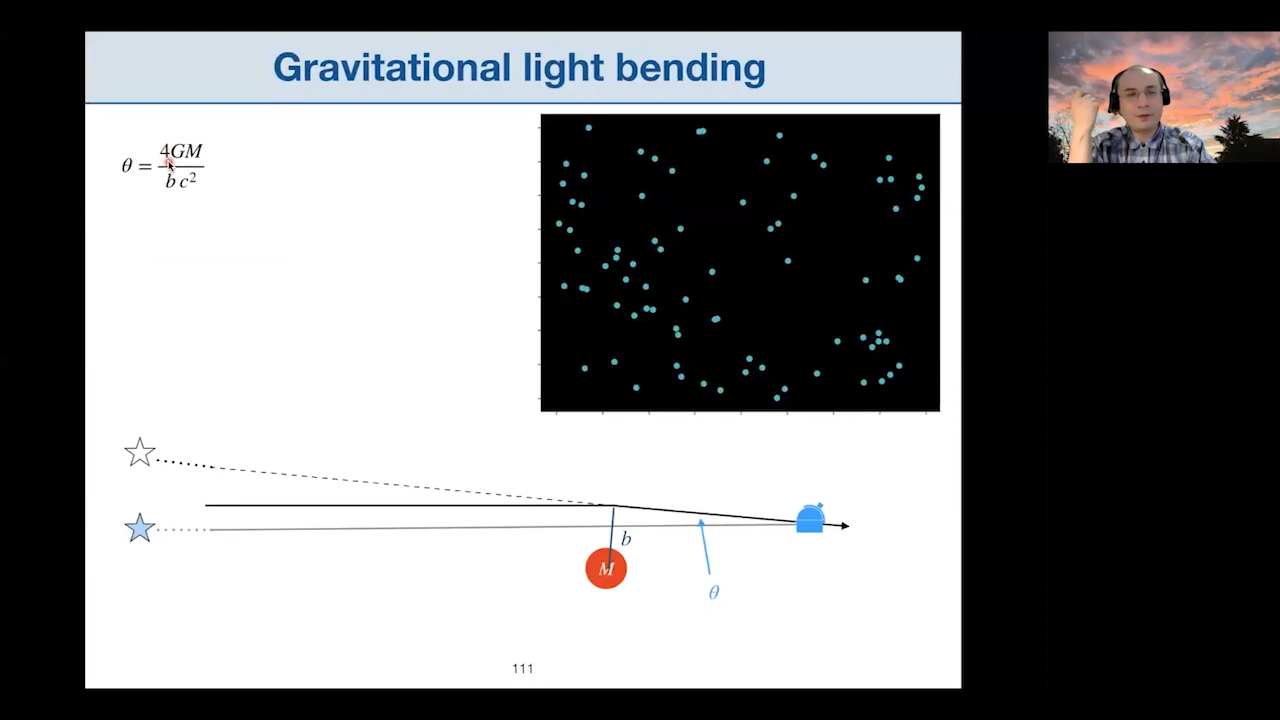 Gravitational light bending
θ = 4GM / b c²
b
M
θ
111